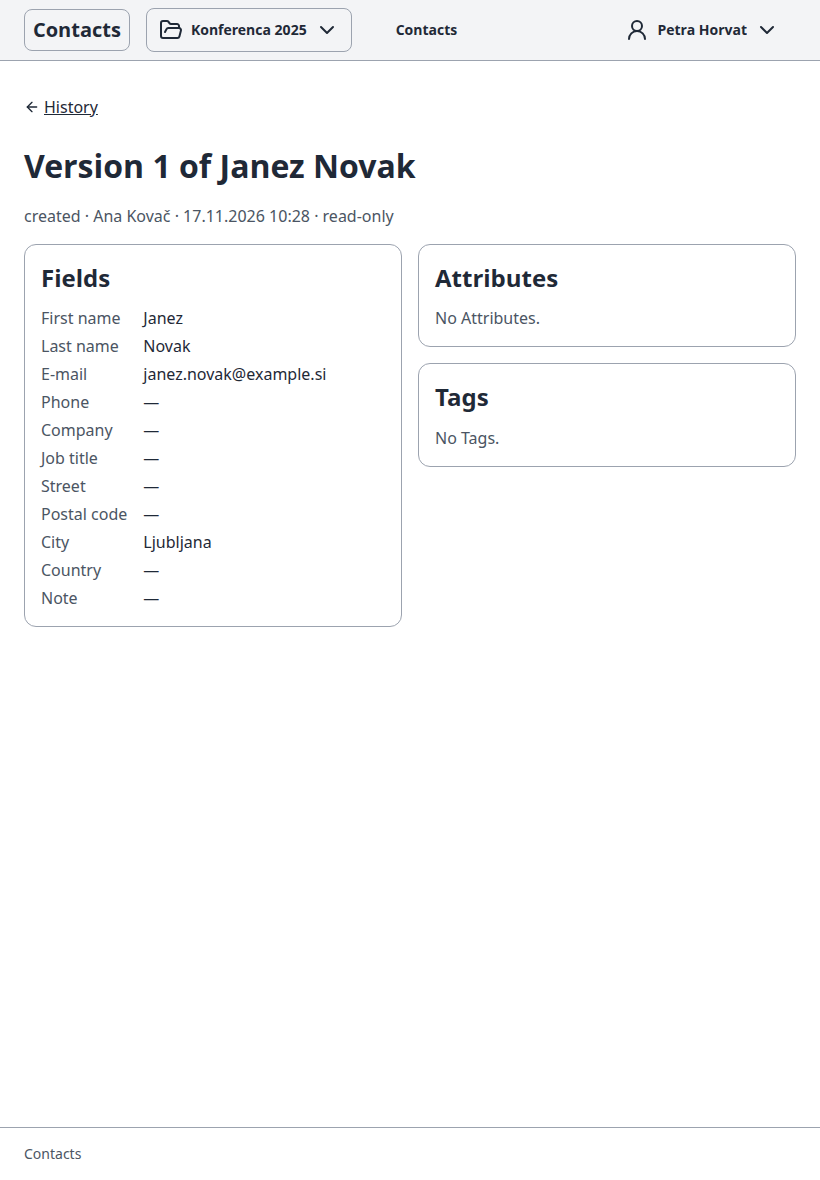 Contacts
Konferenca 2025
Contacts
Petra Horvat
← History
Version 1 of Janez Novak
created · Ana Kovač · 17.11.2026 10:28 · read-only
Fields
First name Janez
Last name Novak
E-mail janez.novak@example.si
Phone —
Company —
Job title —
Street —
Postal code —
City Ljubljana
Country —
Note —
Attributes
No Attributes.
Tags
No Tags.
Contacts